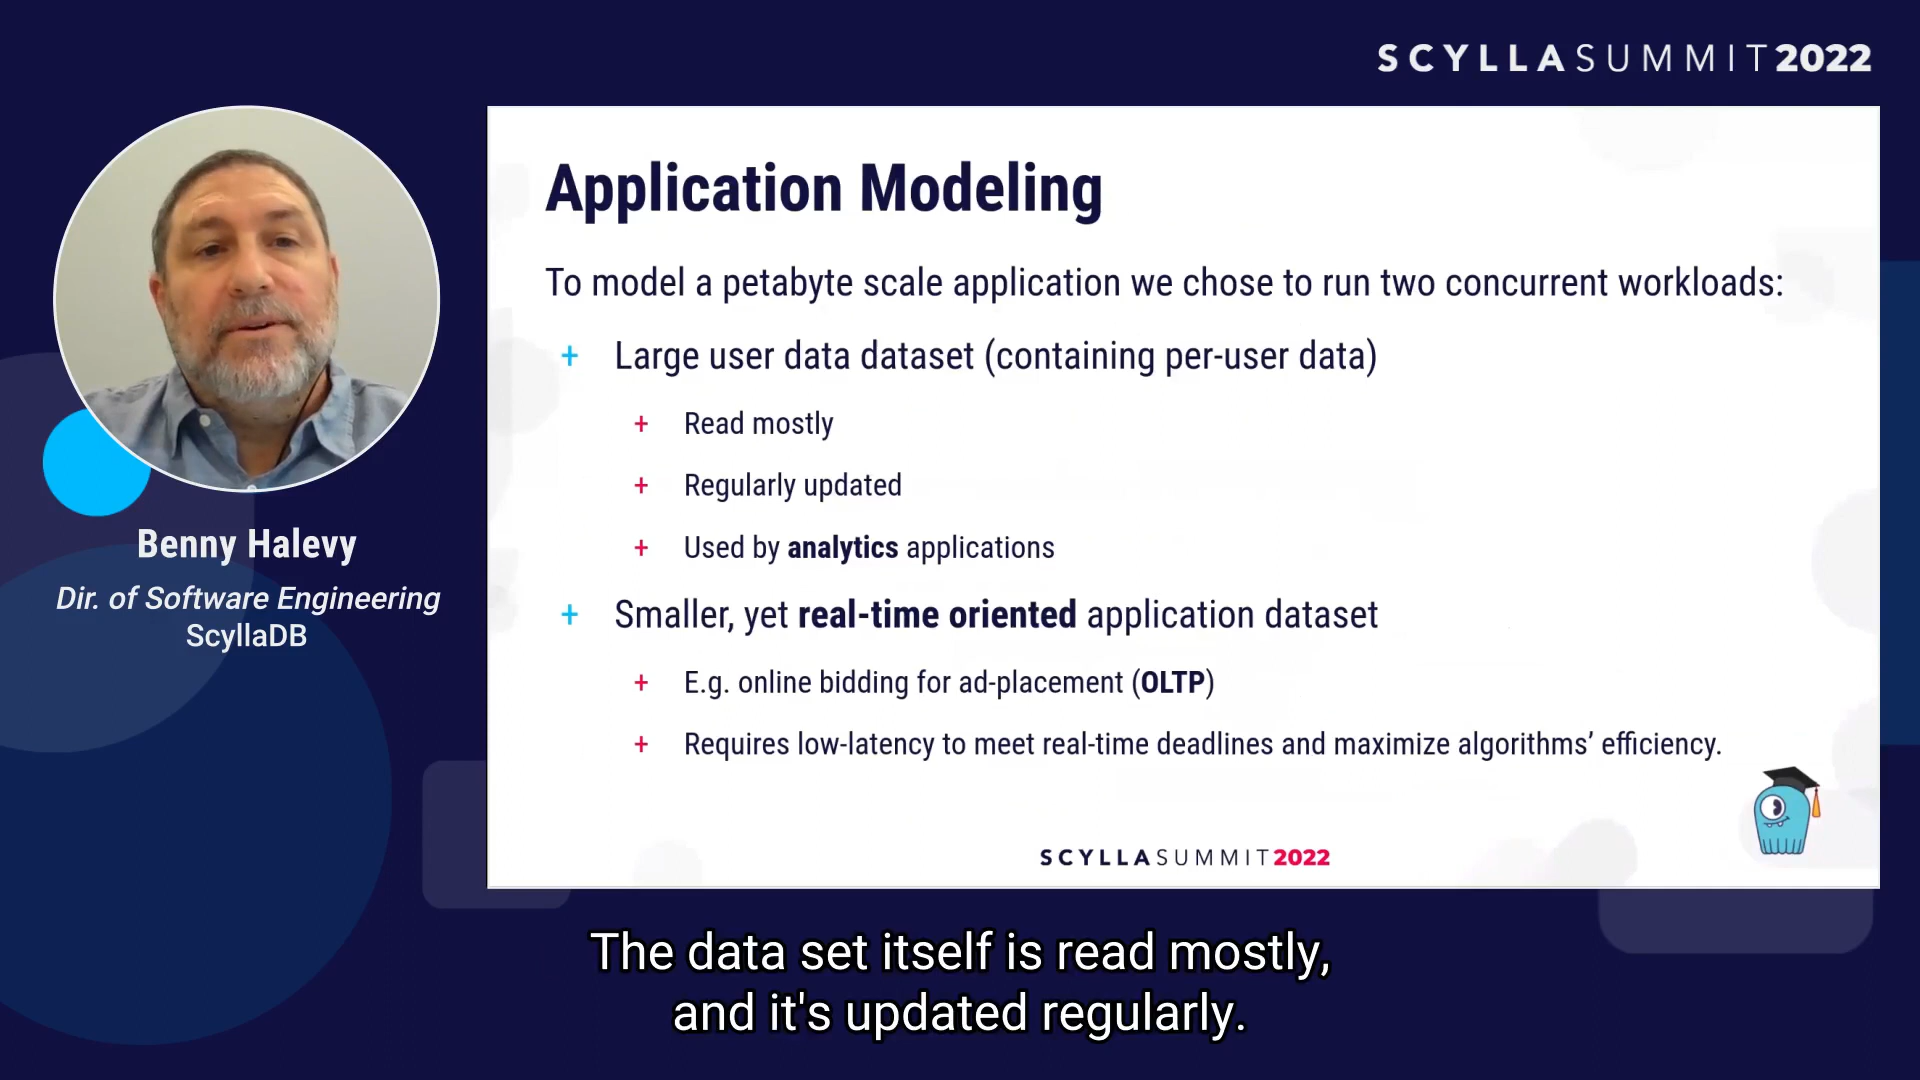 SCYLLASUMMIT2022
Benny Halevy
Dir. of Software Engineering
ScyllaDB
Application Modeling
To model a petabyte scale application we chose to run two concurrent workloads:
+ Large user data dataset (containing per-user data)
+ Read mostly
+ Regularly updated
+ Used by analytics applications
+ Smaller, yet real-time oriented application dataset
+ E.g. online bidding for ad-placement (OLTP)
+ Requires low-latency to meet real-time deadlines and maximize algorithms’ efficiency.
SCYLLASUMMIT2022
The data set itself is read mostly,
and it's updated regularly.